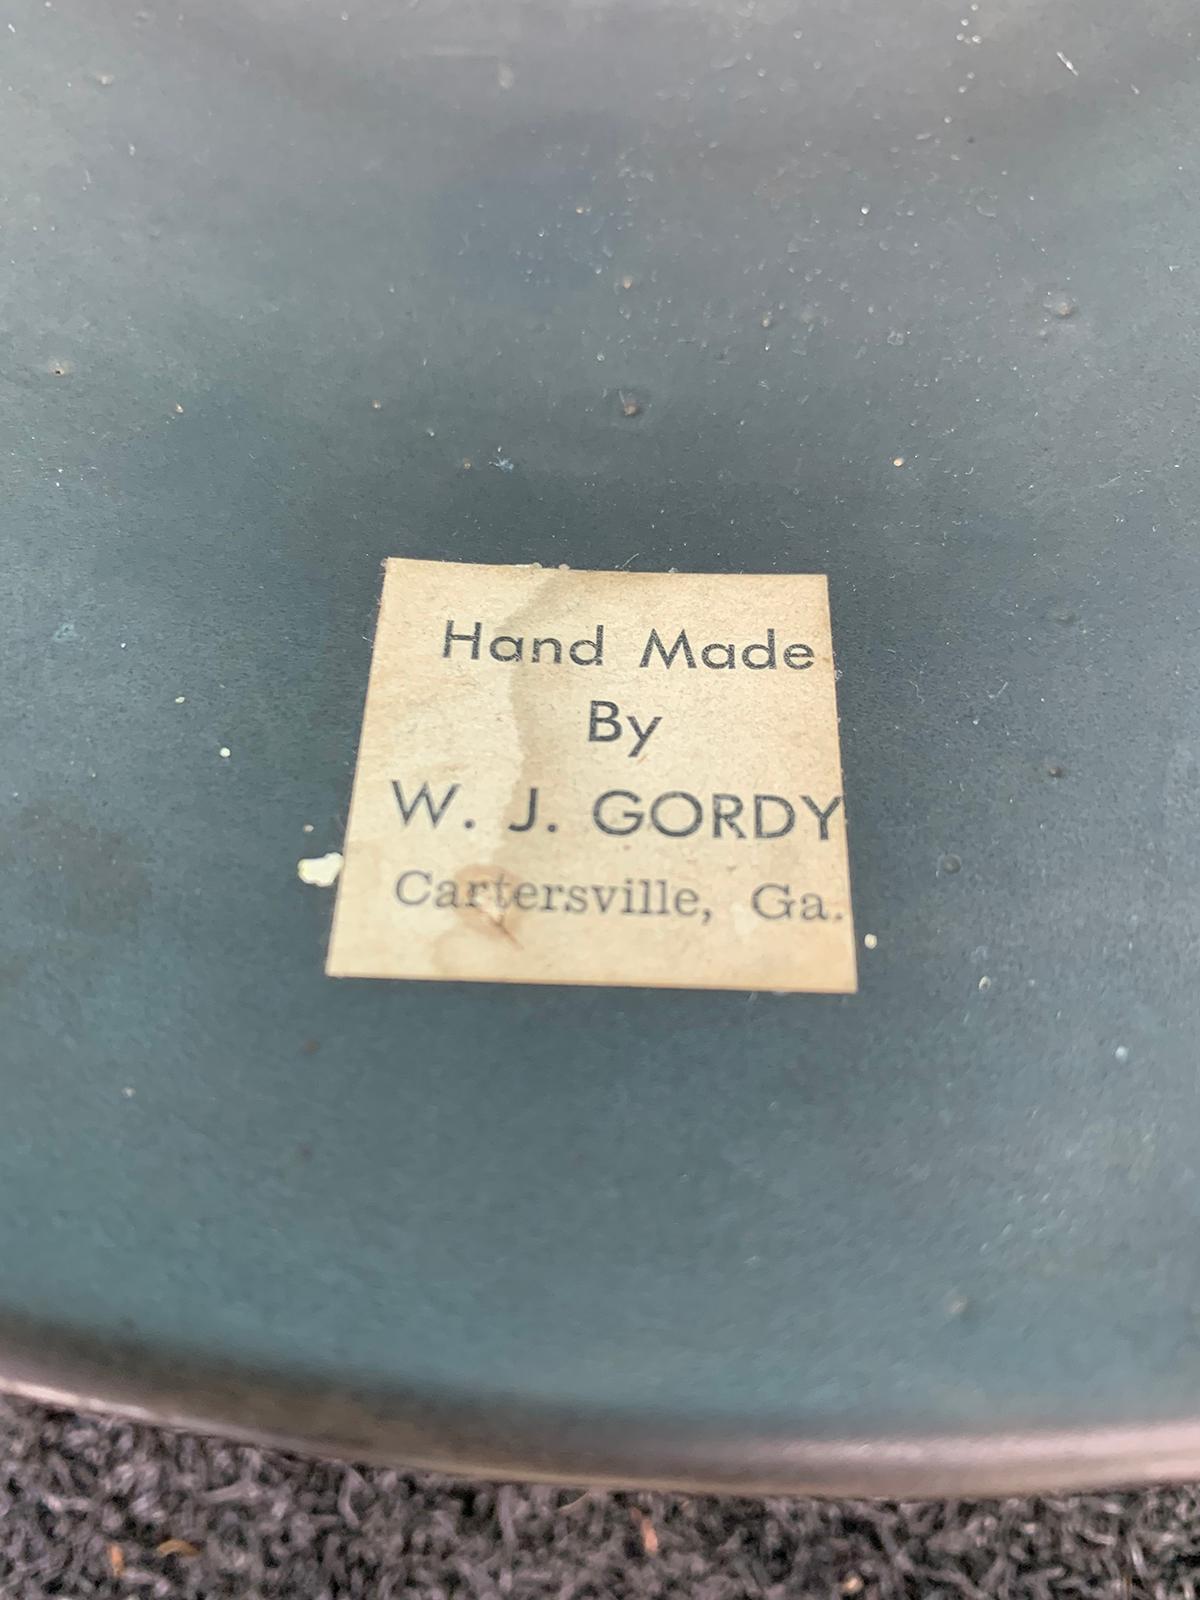 Hand Made
By
W. J. GORDY
Cartersville, Ga.